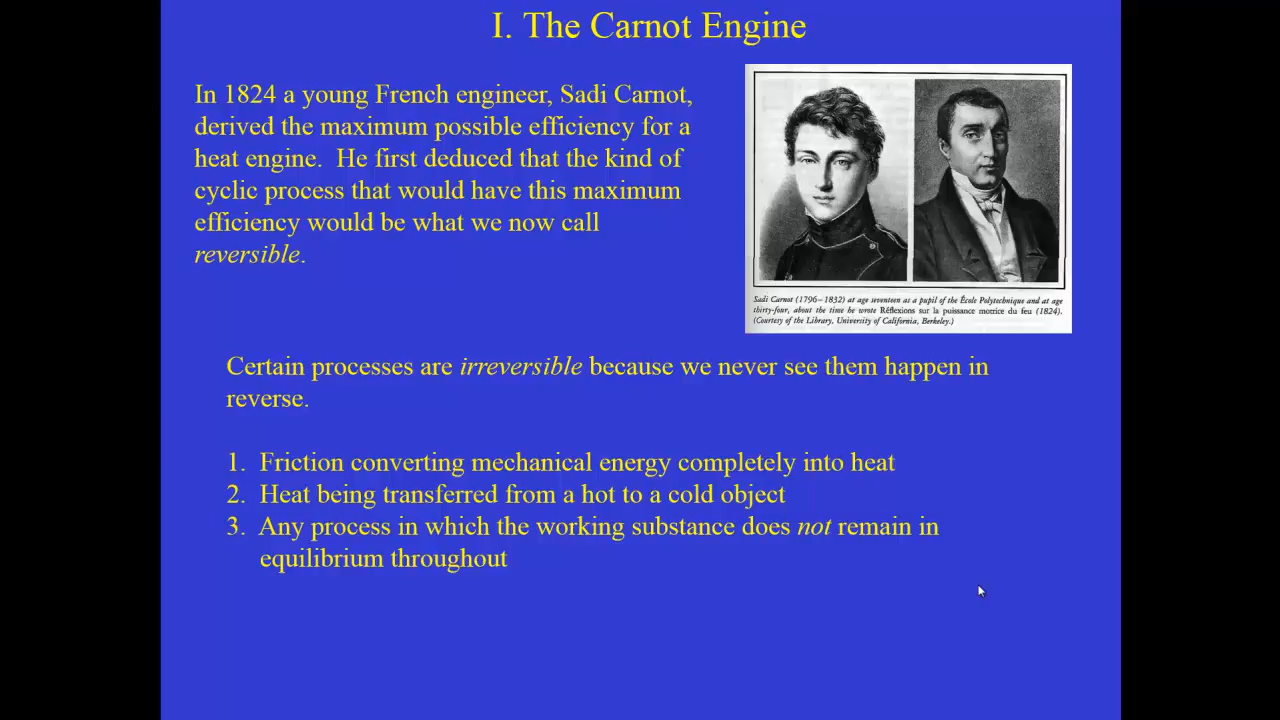 I. The Carnot Engine
In 1824 a young French engineer, Sadi Carnot,
derived the maximum possible efficiency for a
heat engine.  He first deduced that the kind of
cyclic process that would have this maximum
efficiency would be what we now call
reversible.
Sadi Carnot (1796–1832) at age seventeen as a pupil of the École Polytechnique and at age
thirty-four, about the time he wrote Réflexions sur la puissance motrice du feu (1824).
(Courtesy of the Library, University of California, Berkeley.)
Certain processes are irreversible because we never see them happen in
reverse.
1.  Friction converting mechanical energy completely into heat
2.  Heat being transferred from a hot to a cold object
3.  Any process in which the working substance does not remain in
equilibrium throughout